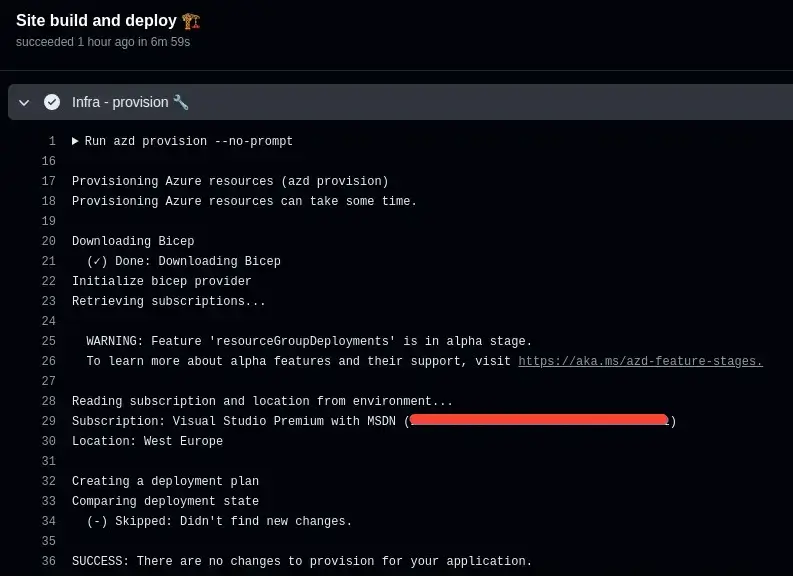 Site build and deploy 🏗️
succeeded 1 hour ago in 6m 59s
Infra - provision 🔧
1 Run azd provision --no-prompt
16
17 Provisioning Azure resources (azd provision)
18 Provisioning Azure resources can take some time.
19
20 Downloading Bicep
21 (✓) Done: Downloading Bicep
22 Initialize bicep provider
23 Retrieving subscriptions...
24
25 WARNING: Feature 'resourceGroupDeployments' is in alpha stage.
26 To learn more about alpha features and their support, visit https://aka.ms/azd-feature-stages.
27
28 Reading subscription and location from environment...
29 Subscription: Visual Studio Premium with MSDN ( )
30 Location: West Europe
31
32 Creating a deployment plan
33 Comparing deployment state
34 (-) Skipped: Didn't find new changes.
35
36 SUCCESS: There are no changes to provision for your application.